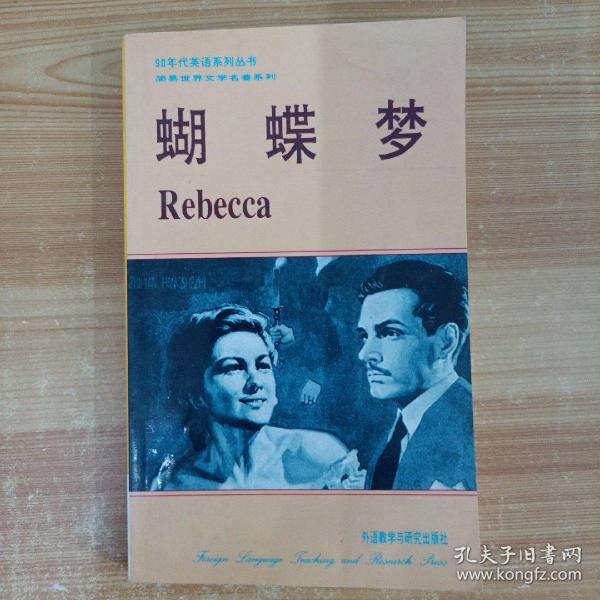 90年代英语系列丛书
简易世界文学名著系列
蝴蝶梦
Rebecca
外语教学与研究出版社
Foreign Language Teaching and Research Press
孔夫子旧书网
www.kongfz.com